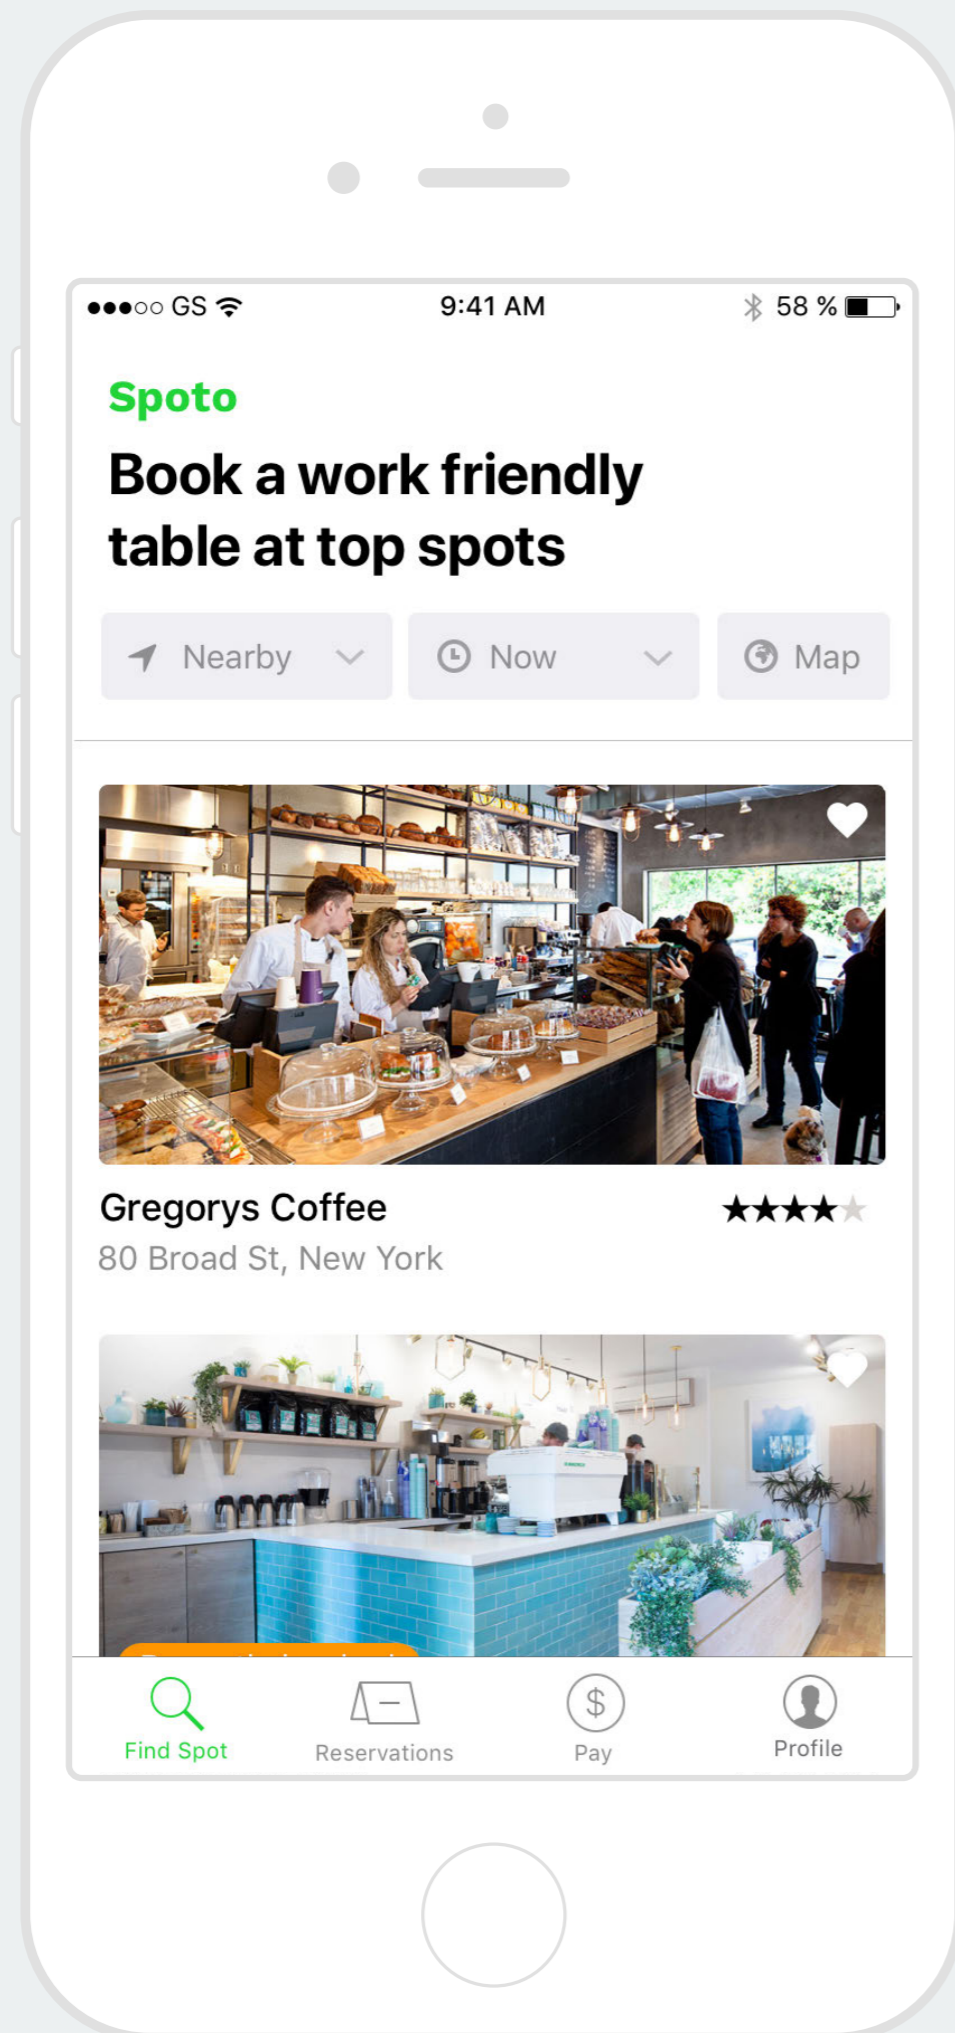 GS 9:41 AM 58 %
Spoto
Book a work friendly
table at top spots
Nearby Now Map
Gregorys Coffee
80 Broad St, New York
Find Spot Reservations Pay Profile